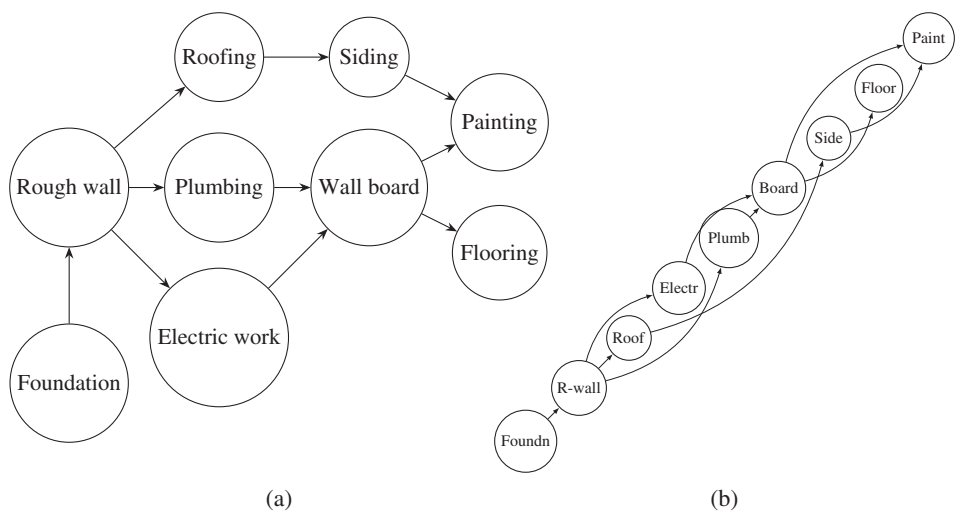 Roofing
Siding
Painting
Rough wall
Plumbing
Wall board
Flooring
Electric work
Foundation
(a)
Paint
Floor
Side
Board
Plumb
Electr
Roof
R-wall
Foundn
(b)